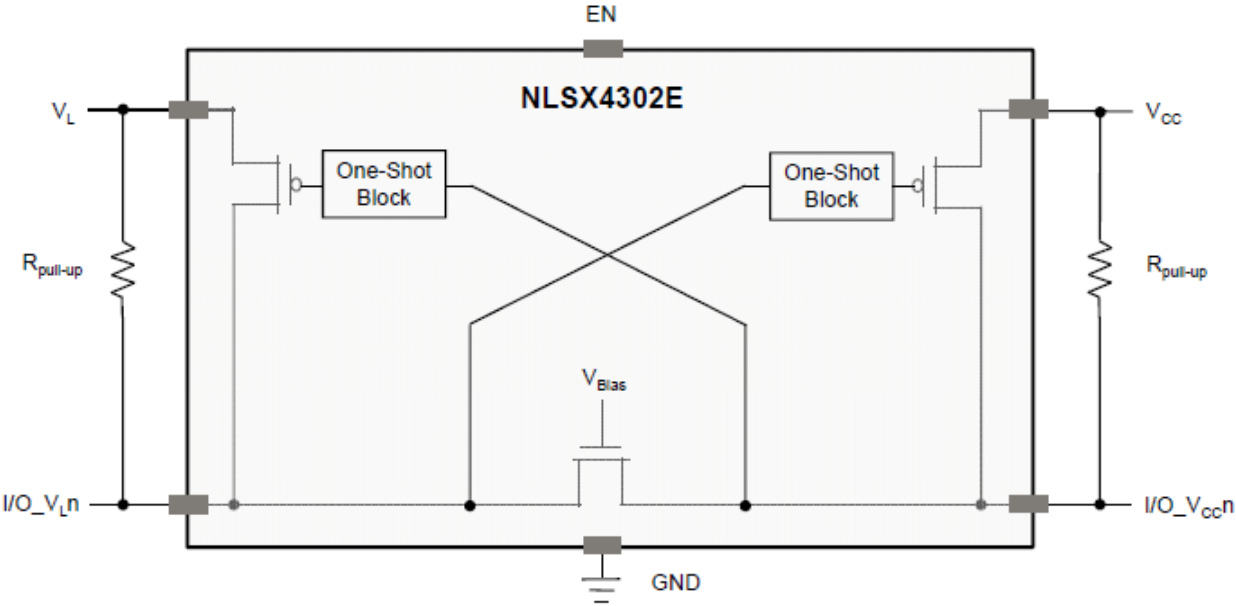 EN
NLSX4302E
V_L
V_CC
One-Shot
Block
One-Shot
Block
R_pull-up
R_pull-up
V_Bias
I/O_V_Ln
I/O_V_CCn
GND